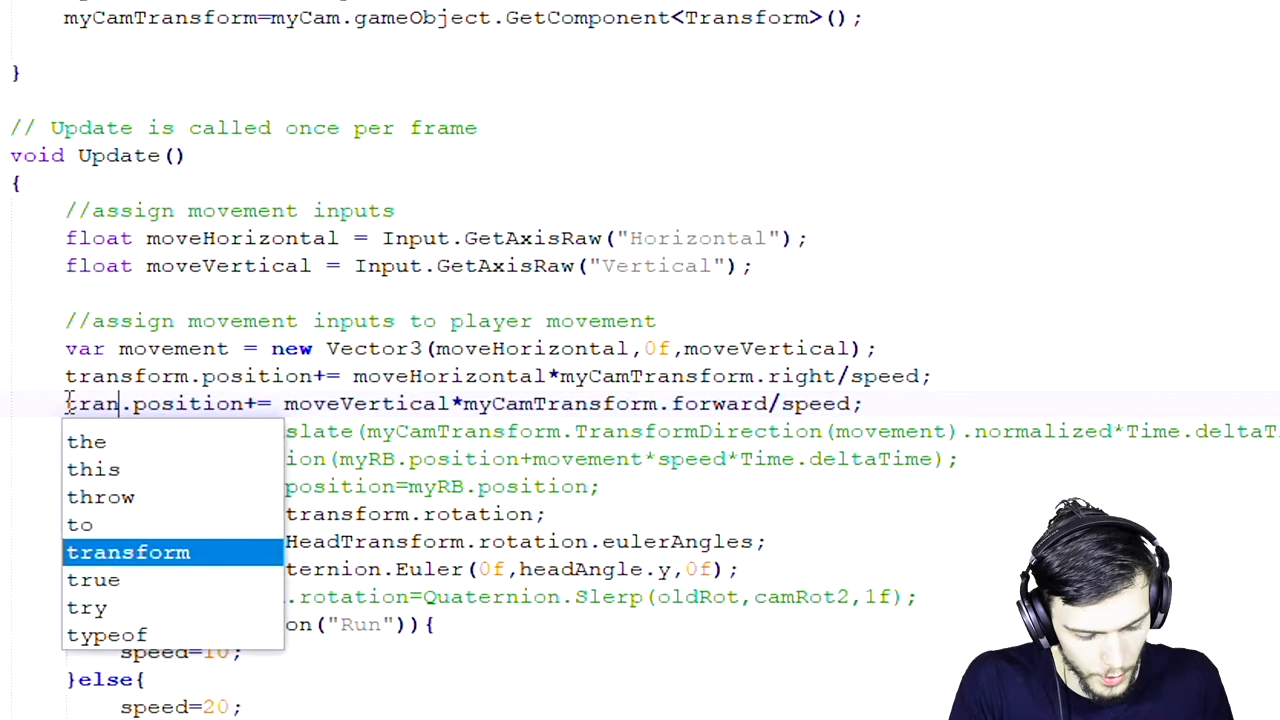 myCamTransform=myCam.gameObject.GetComponent<Transform>();
}
// Update is called once per frame
void Update()
{
//assign movement inputs
float moveHorizontal = Input.GetAxisRaw("Horizontal");
float moveVertical = Input.GetAxisRaw("Vertical");
//assign movement inputs to player movement
var movement = new Vector3(moveHorizontal,0f,moveVertical);
transform.position+= moveHorizontal*myCamTransform.right/speed;
tran.position+= moveVertical*myCamTransform.forward/speed;
slate(myCamTransform.TransformDirection(movement).normalized*Time.deltaT
the
ion(myRB.position+movement*speed*Time.deltaTime);
this
position=myRB.position;
throw
transform.rotation;
to
HeadTransform.rotation.eulerAngles;
transform
ternion.Euler(0f,headAngle.y,0f);
true
.rotation=Quaternion.Slerp(oldRot,camRot2,1f);
try
on("Run")){
typeof
speed=10;
}else{
speed=20;